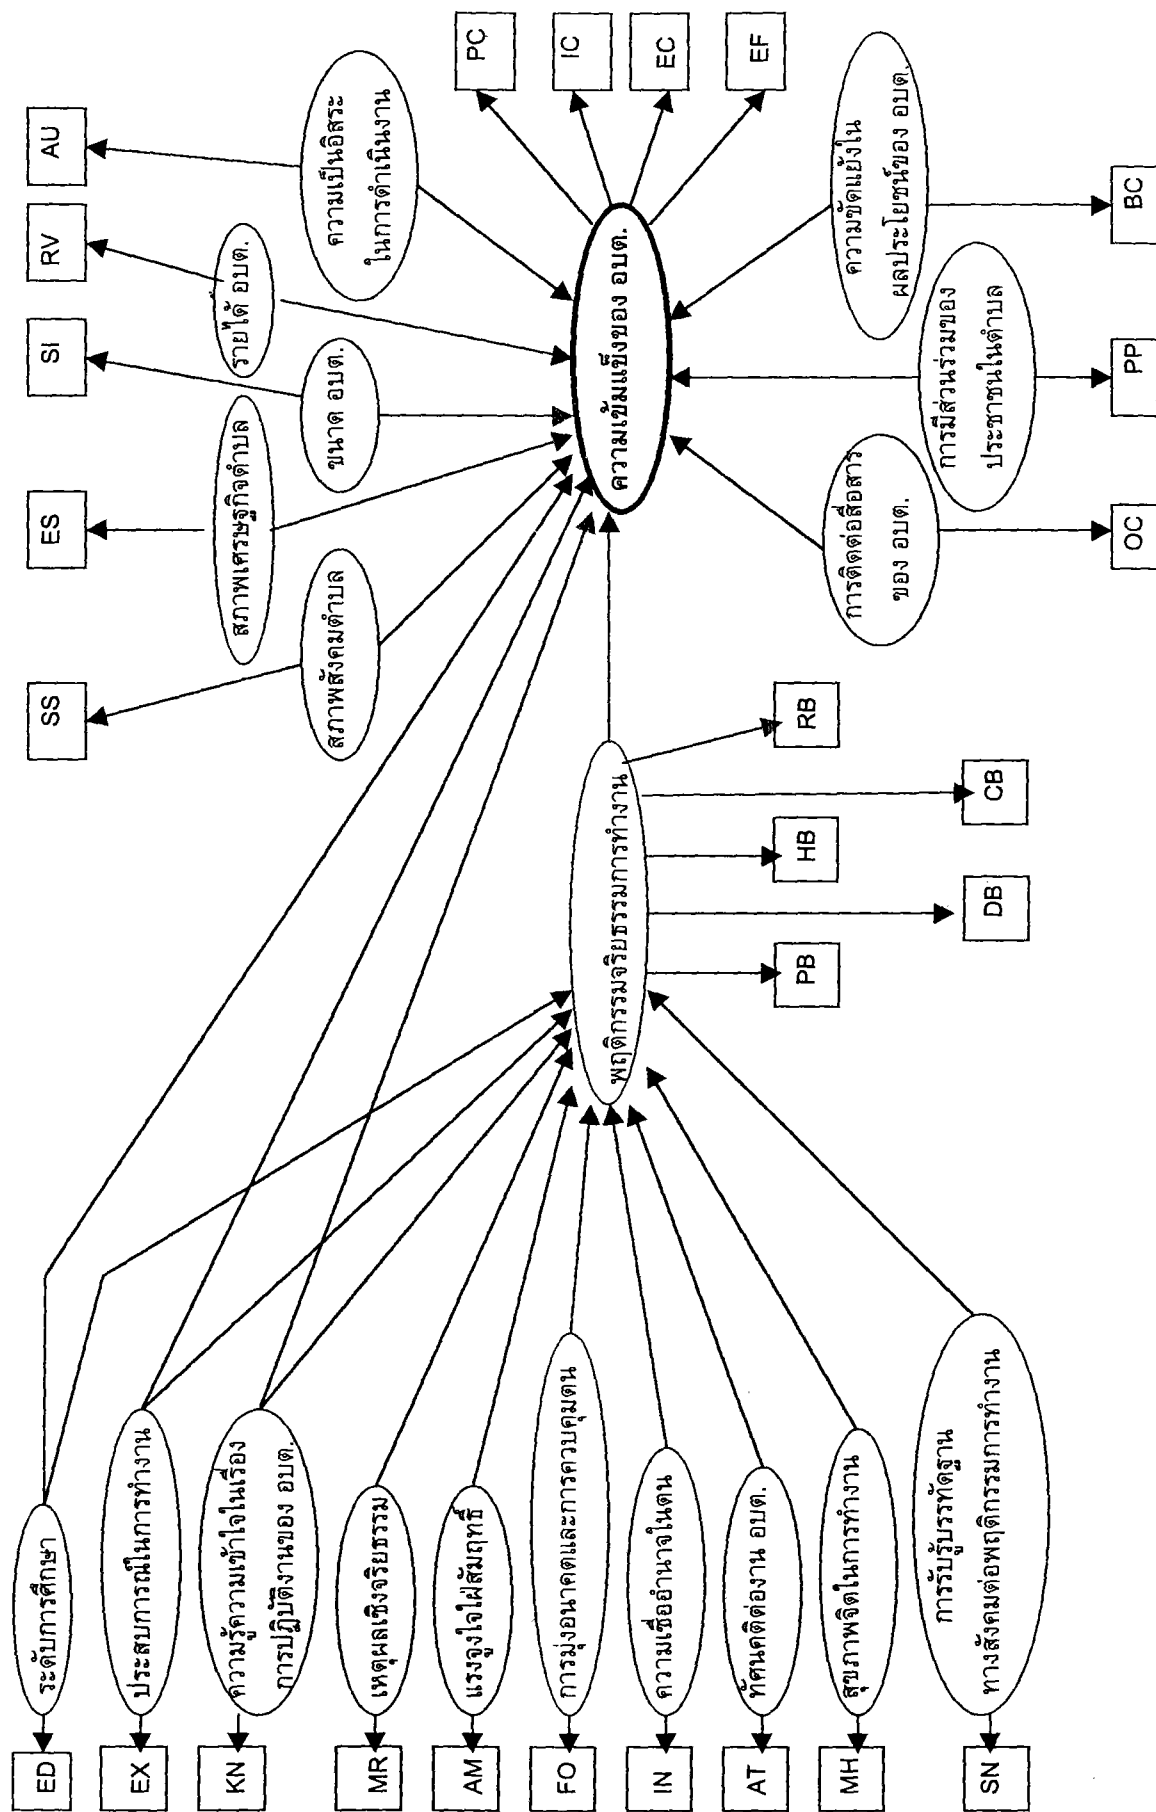 ED
ระดับการศึกษา
EX
ประสบการณ์ในการทำงาน
KN
ความรู้ความเข้าใจในเรื่อง
การปฏิบัติงานของ อบต.
MR
เหตุผลเชิงจริยธรรม
AM
แรงจูงใจใฝ่สัมฤทธิ์
FO
การมุ่งอนาคตและการควบคุมตน
IN
ความเชื่ออำนาจในตน
AT
ทัศนคติต่องาน อบต.
MH
สุขภาพจิตในการทำงาน
SN
การรับรู้บรรทัดฐาน
ทางสังคมต่อพฤติกรรมการทำงาน
พฤติกรรมจริยธรรมการทำงาน
PB
DB
HB
CB
RB
SS
สภาพสังคมตำบล
ES
สภาพเศรษฐกิจตำบล
SI
ขนาด อบต.
RV
รายได้ อบต.
AU
ความเป็นอิสระ
ในการดำเนินงาน
ความเข้มแข็งของ อบต.
PC
IC
EC
EF
การติดต่อสื่อสาร
ของ อบต.
OC
การมีส่วนร่วมของ
ประชาชนในตำบล
PP
ความขัดแย้งใน
ผลประโยชน์ของ อบต.
BC